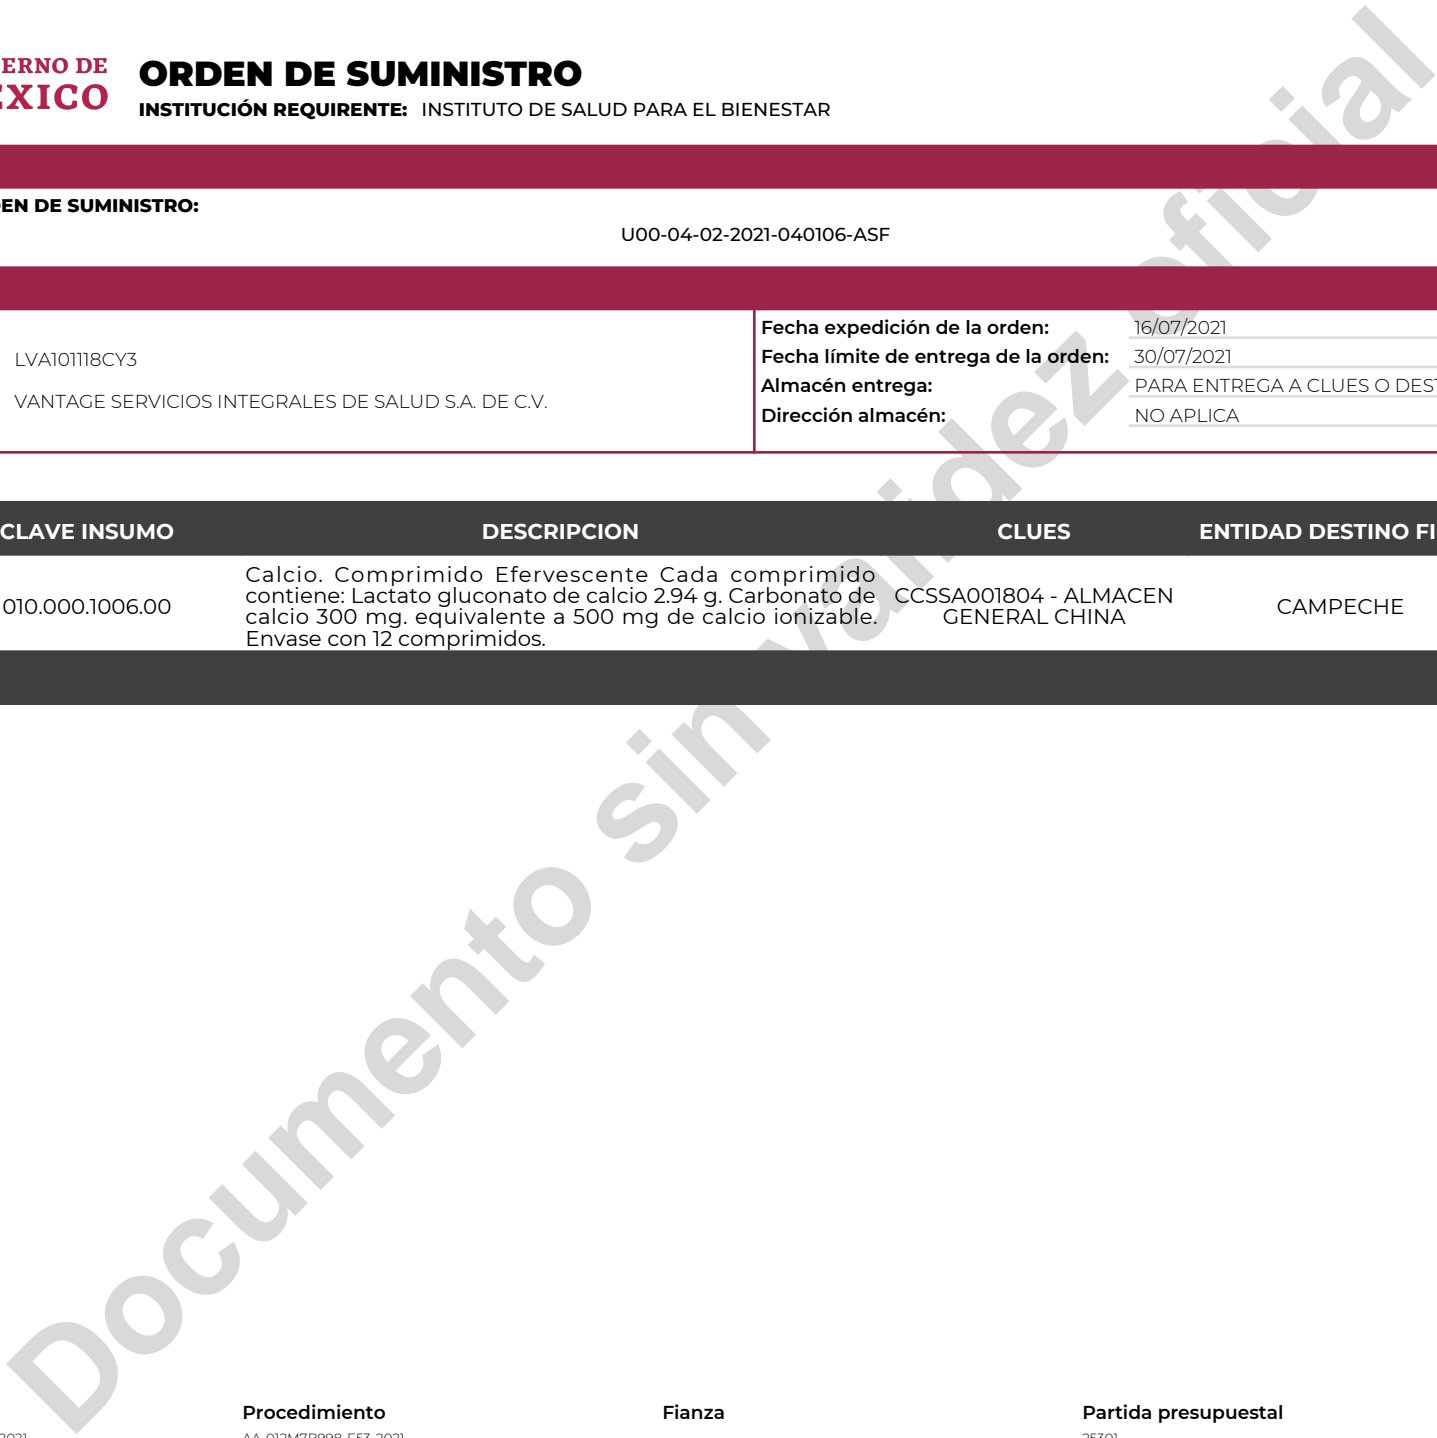 ERNO DE
ÉXICO
ORDEN DE SUMINISTRO
INSTITUCIÓN REQUIRENTE: INSTITUTO DE SALUD PARA EL BIENESTAR
EN DE SUMINISTRO:
U00-04-02-2021-040106-ASF
LVA101118CY3
VANTAGE SERVICIOS INTEGRALES DE SALUD S.A. DE C.V.
Fecha expedición de la orden: 16/07/2021
Fecha límite de entrega de la orden: 30/07/2021
Almacén entrega: PARA ENTREGA A CLUES O DEST
Dirección almacén: NO APLICA
CLAVE INSUMO DESCRIPCION CLUES ENTIDAD DESTINO FI
010.000.1006.00
Calcio. Comprimido Efervescente Cada comprimido
contiene: Lactato gluconato de calcio 2.94 g. Carbonato de
calcio 300 mg. equivalente a 500 mg de calcio ionizable.
Envase con 12 comprimidos.
CCSSA001804 - ALMACEN
GENERAL CHINA
CAMPECHE
Documento sin validez oficial
Procedimiento Fianza Partida presupuestal